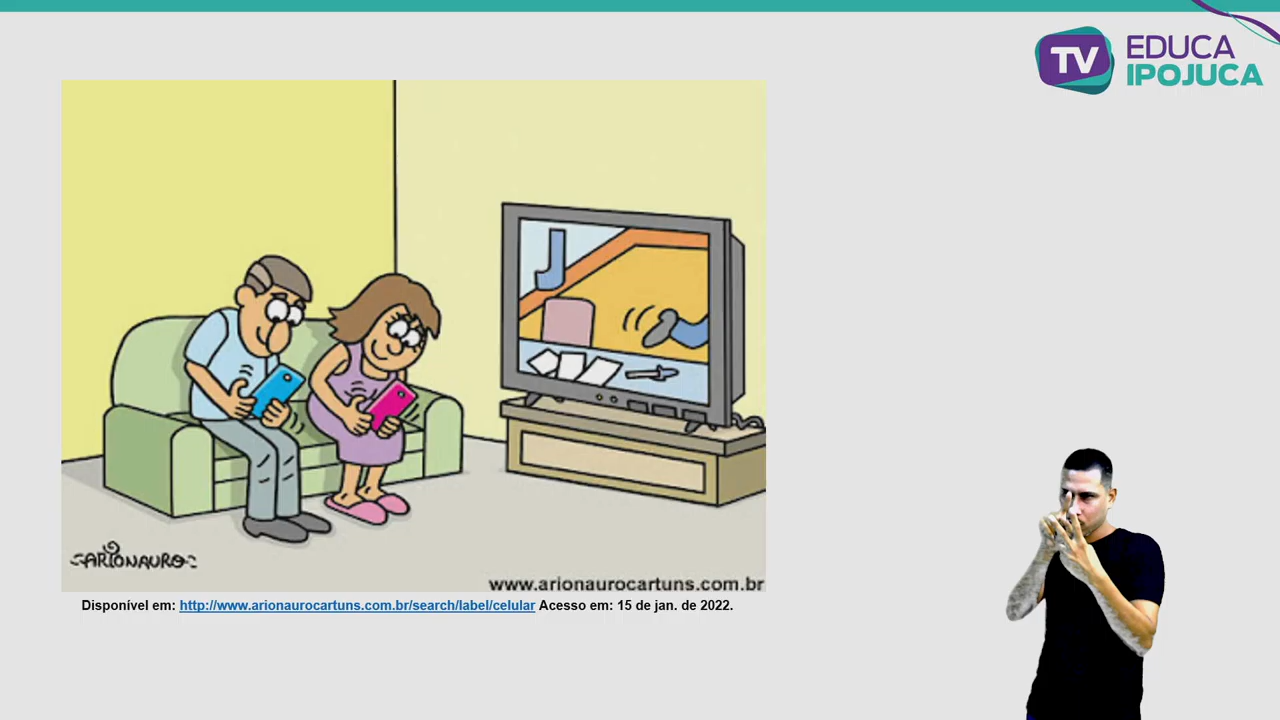 TV EDUCA
IPOJUCA
J
ARIONAURO
www.arionaurocartuns.com.br
Disponível em: http://www.arionaurocartuns.com.br/search/label/celular Acesso em: 15 de jan. de 2022.